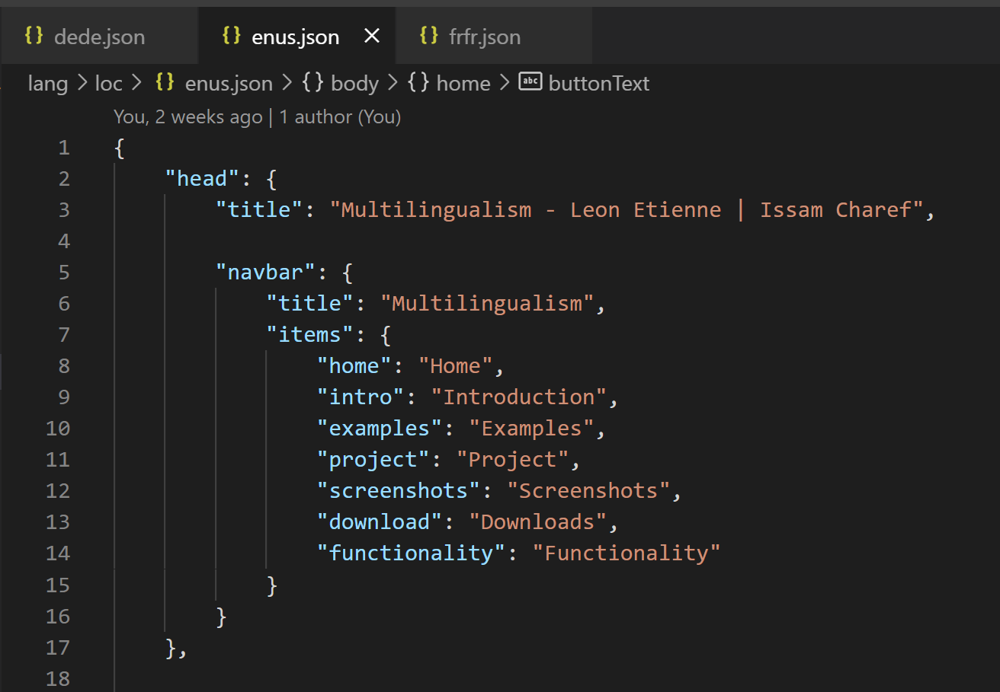 {} dede.json {} enus.json × {} frfr.json
lang > loc > {} enus.json > {} body > {} home > abc buttonText
You, 2 weeks ago | 1 author (You)
1 {
2     "head": {
3         "title": "Multilingualism - Leon Etienne | Issam Charef",
4
5         "navbar": {
6             "title": "Multilingualism",
7             "items": {
8                 "home": "Home",
9                 "intro": "Introduction",
10                 "examples": "Examples",
11                 "project": "Project",
12                 "screenshots": "Screenshots",
13                 "download": "Downloads",
14                 "functionality": "Functionality"
15             }
16         }
17     },
18